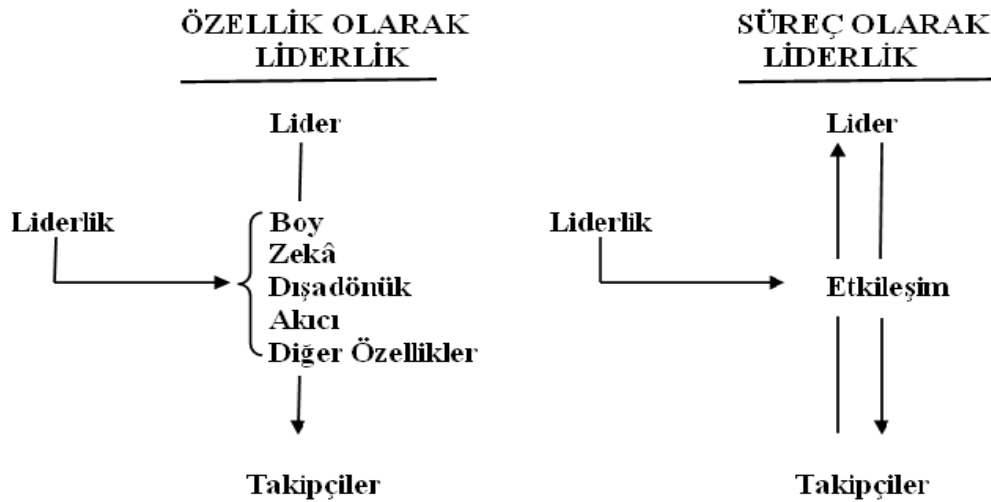 ÖZELLİK OLARAK
LİDERLİK
Lider
Liderlik
Boy
Zekâ
Dışadönük
Akıcı
Diğer Özellikler
Takipçiler
SÜREÇ OLARAK
LİDERLİK
Lider
Liderlik
Etkileşim
Takipçiler